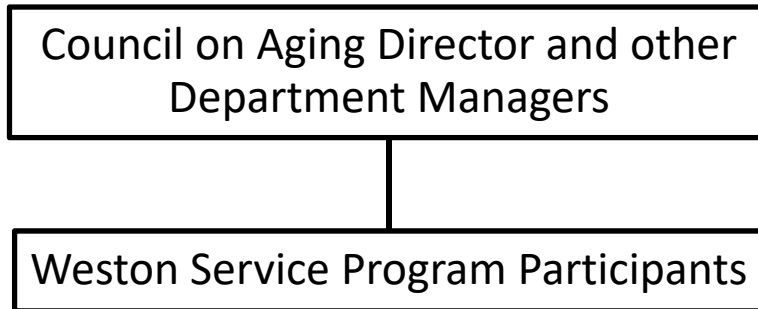 Council on Aging Director and other
Department Managers
Weston Service Program Participants